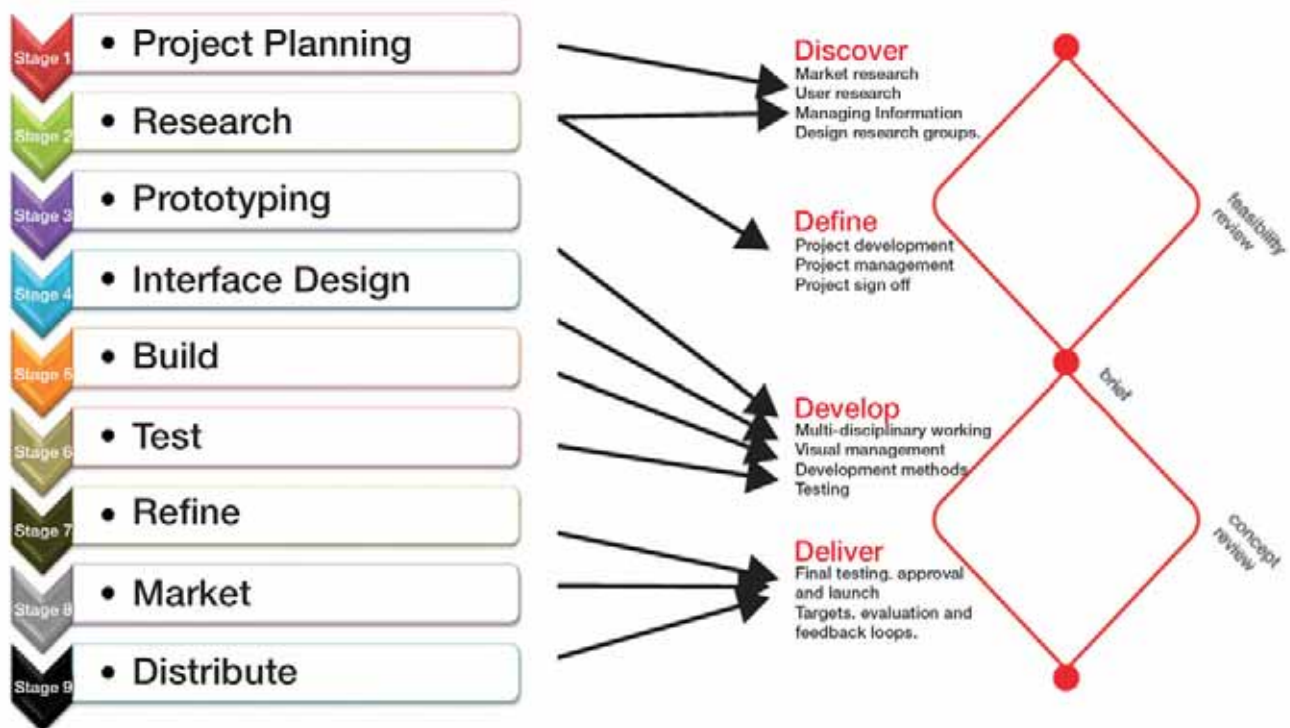 Stage 1
• Project Planning
Stage 2
• Research
Stage 3
• Prototyping
Stage 4
• Interface Design
Stage 5
• Build
Stage 6
• Test
Stage 7
• Refine
Stage 8
• Market
Stage 9
• Distribute
Discover
Market research
User research
Managing Information
Design research groups.
Define
Project development
Project management
Project sign off
Develop
Multi-disciplinary working
Visual management
Development methods
Testing
Deliver
Final testing. approval
and launch
Targets. evaluation and
feedback loops.
feasibility
review
brief
concept
review